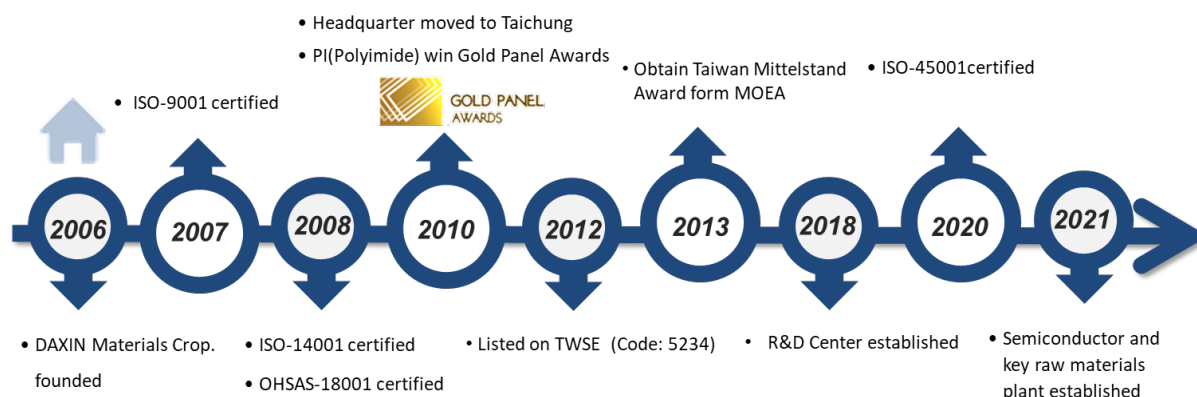 • Headquarter moved to Taichung
• PI(Polyimide) win Gold Panel Awards
• ISO-9001 certified
GOLD PANEL
AWARDS
• Obtain Taiwan Mittelstand
Award form MOEA
• ISO-45001certified
2006
2007
2008
2010
2012
2013
2018
2020
2021
• DAXIN Materials Crop.
founded
• ISO-14001 certified
• OHSAS-18001 certified
• Listed on TWSE (Code: 5234)
• R&D Center established
• Semiconductor and
key raw materials
plant established